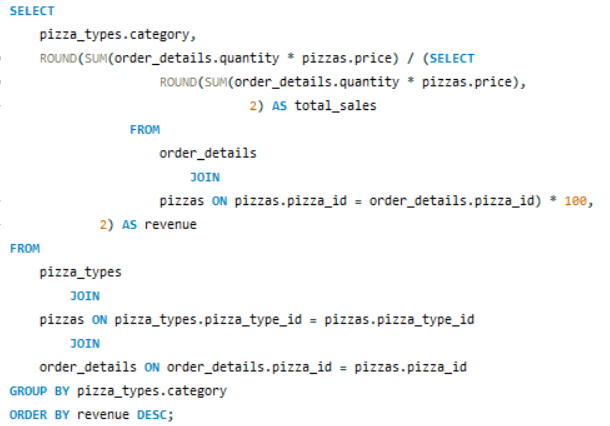 SELECT
pizza_types.category,
ROUND(SUM(order_details.quantity * pizzas.price) / (SELECT
ROUND(SUM(order_details.quantity * pizzas.price),
2) AS total_sales
FROM
order_details
JOIN
pizzas ON pizzas.pizza_id = order_details.pizza_id) * 100,
2) AS revenue
FROM
pizza_types
JOIN
pizzas ON pizza_types.pizza_type_id = pizzas.pizza_type_id
JOIN
order_details ON order_details.pizza_id = pizzas.pizza_id
GROUP BY pizza_types.category
ORDER BY revenue DESC;